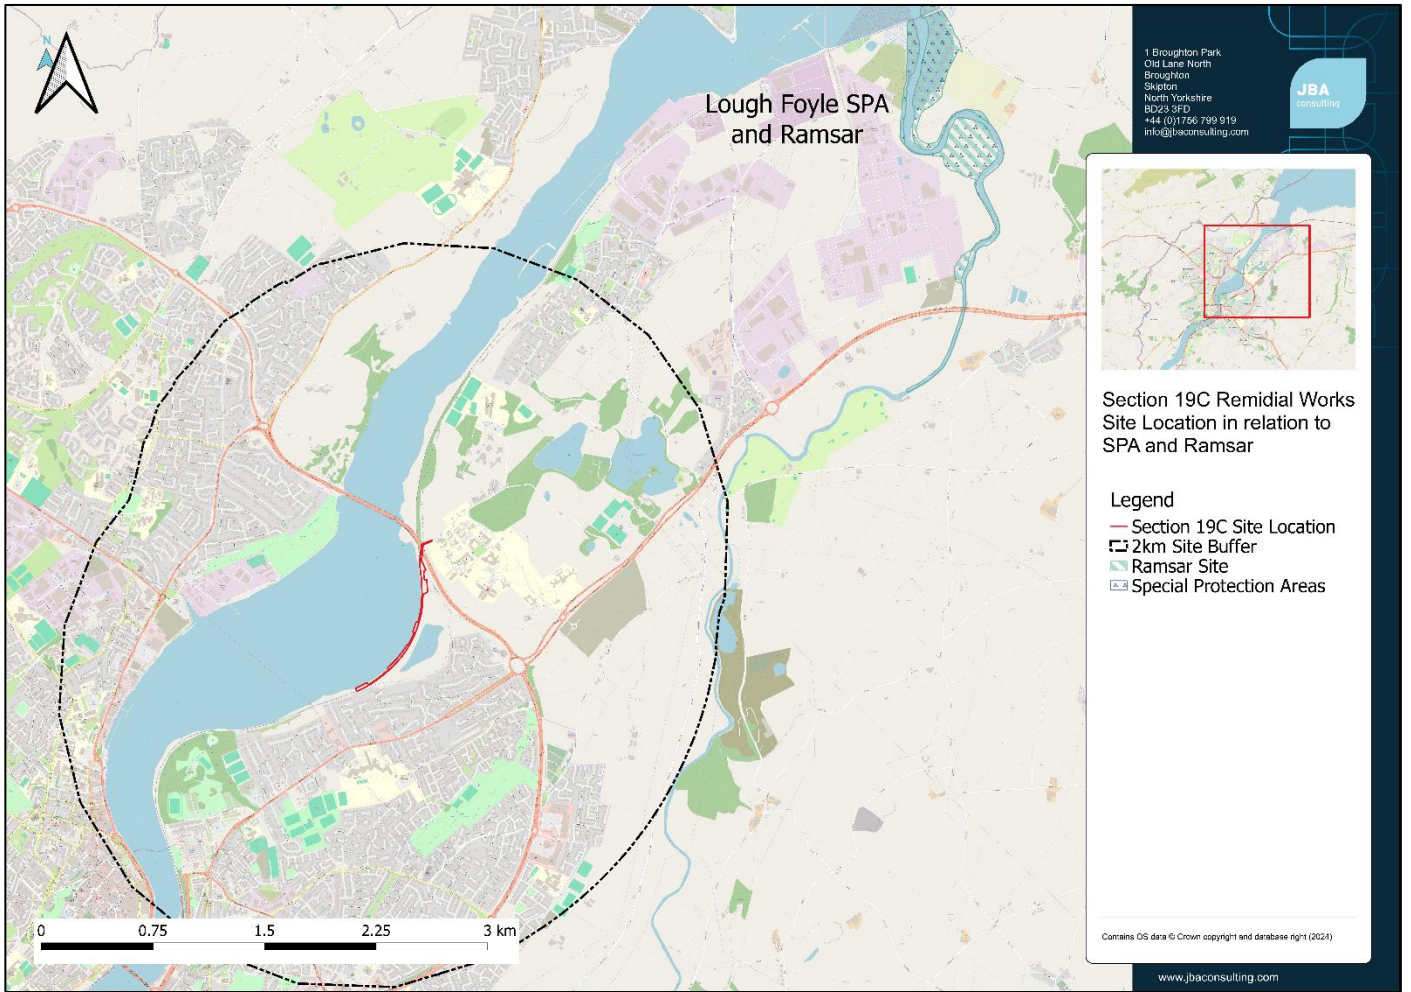 N
Lough Foyle SPA
and Ramsar
0 0.75 1.5 2.25 3 km
1 Broughton Park
Old Lane North
Broughton
Skipton
North Yorkshire
BD23 3FD
+44 (0)1756 799 919
info@jbaconsulting.com
JBA
consulting
Section 19C Remidial Works
Site Location in relation to
SPA and Ramsar
Legend
Section 19C Site Location
2km Site Buffer
Ramsar Site
Special Protection Areas
Contains OS data © Crown copyright and database right (2024)
www.jbaconsulting.com